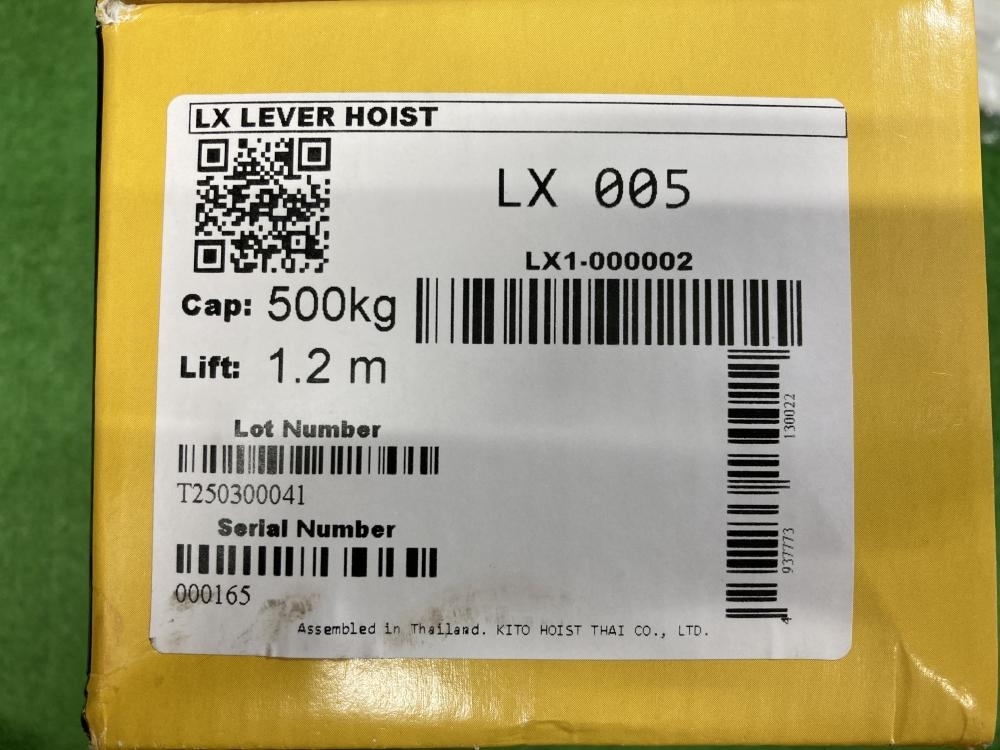 LX LEVER HOIST
LX 005
LX1-000002
Cap: 500kg
Lift: 1.2 m
Lot Number
T250300041
Serial Number
000165
4 937773 130022
Assembled in Thailand. KITO HOIST THAI CO., LTD.